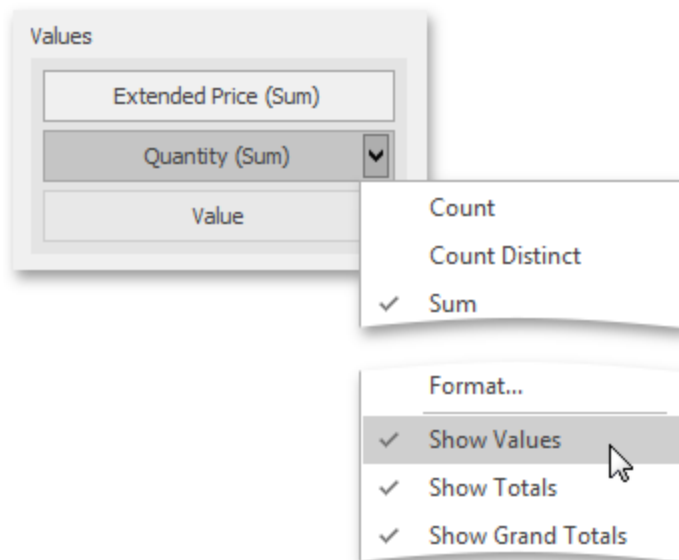 Values
Extended Price (Sum)
Quantity (Sum)
Value
Count
Count Distinct
Sum
Format...
Show Values
Show Totals
Show Grand Totals